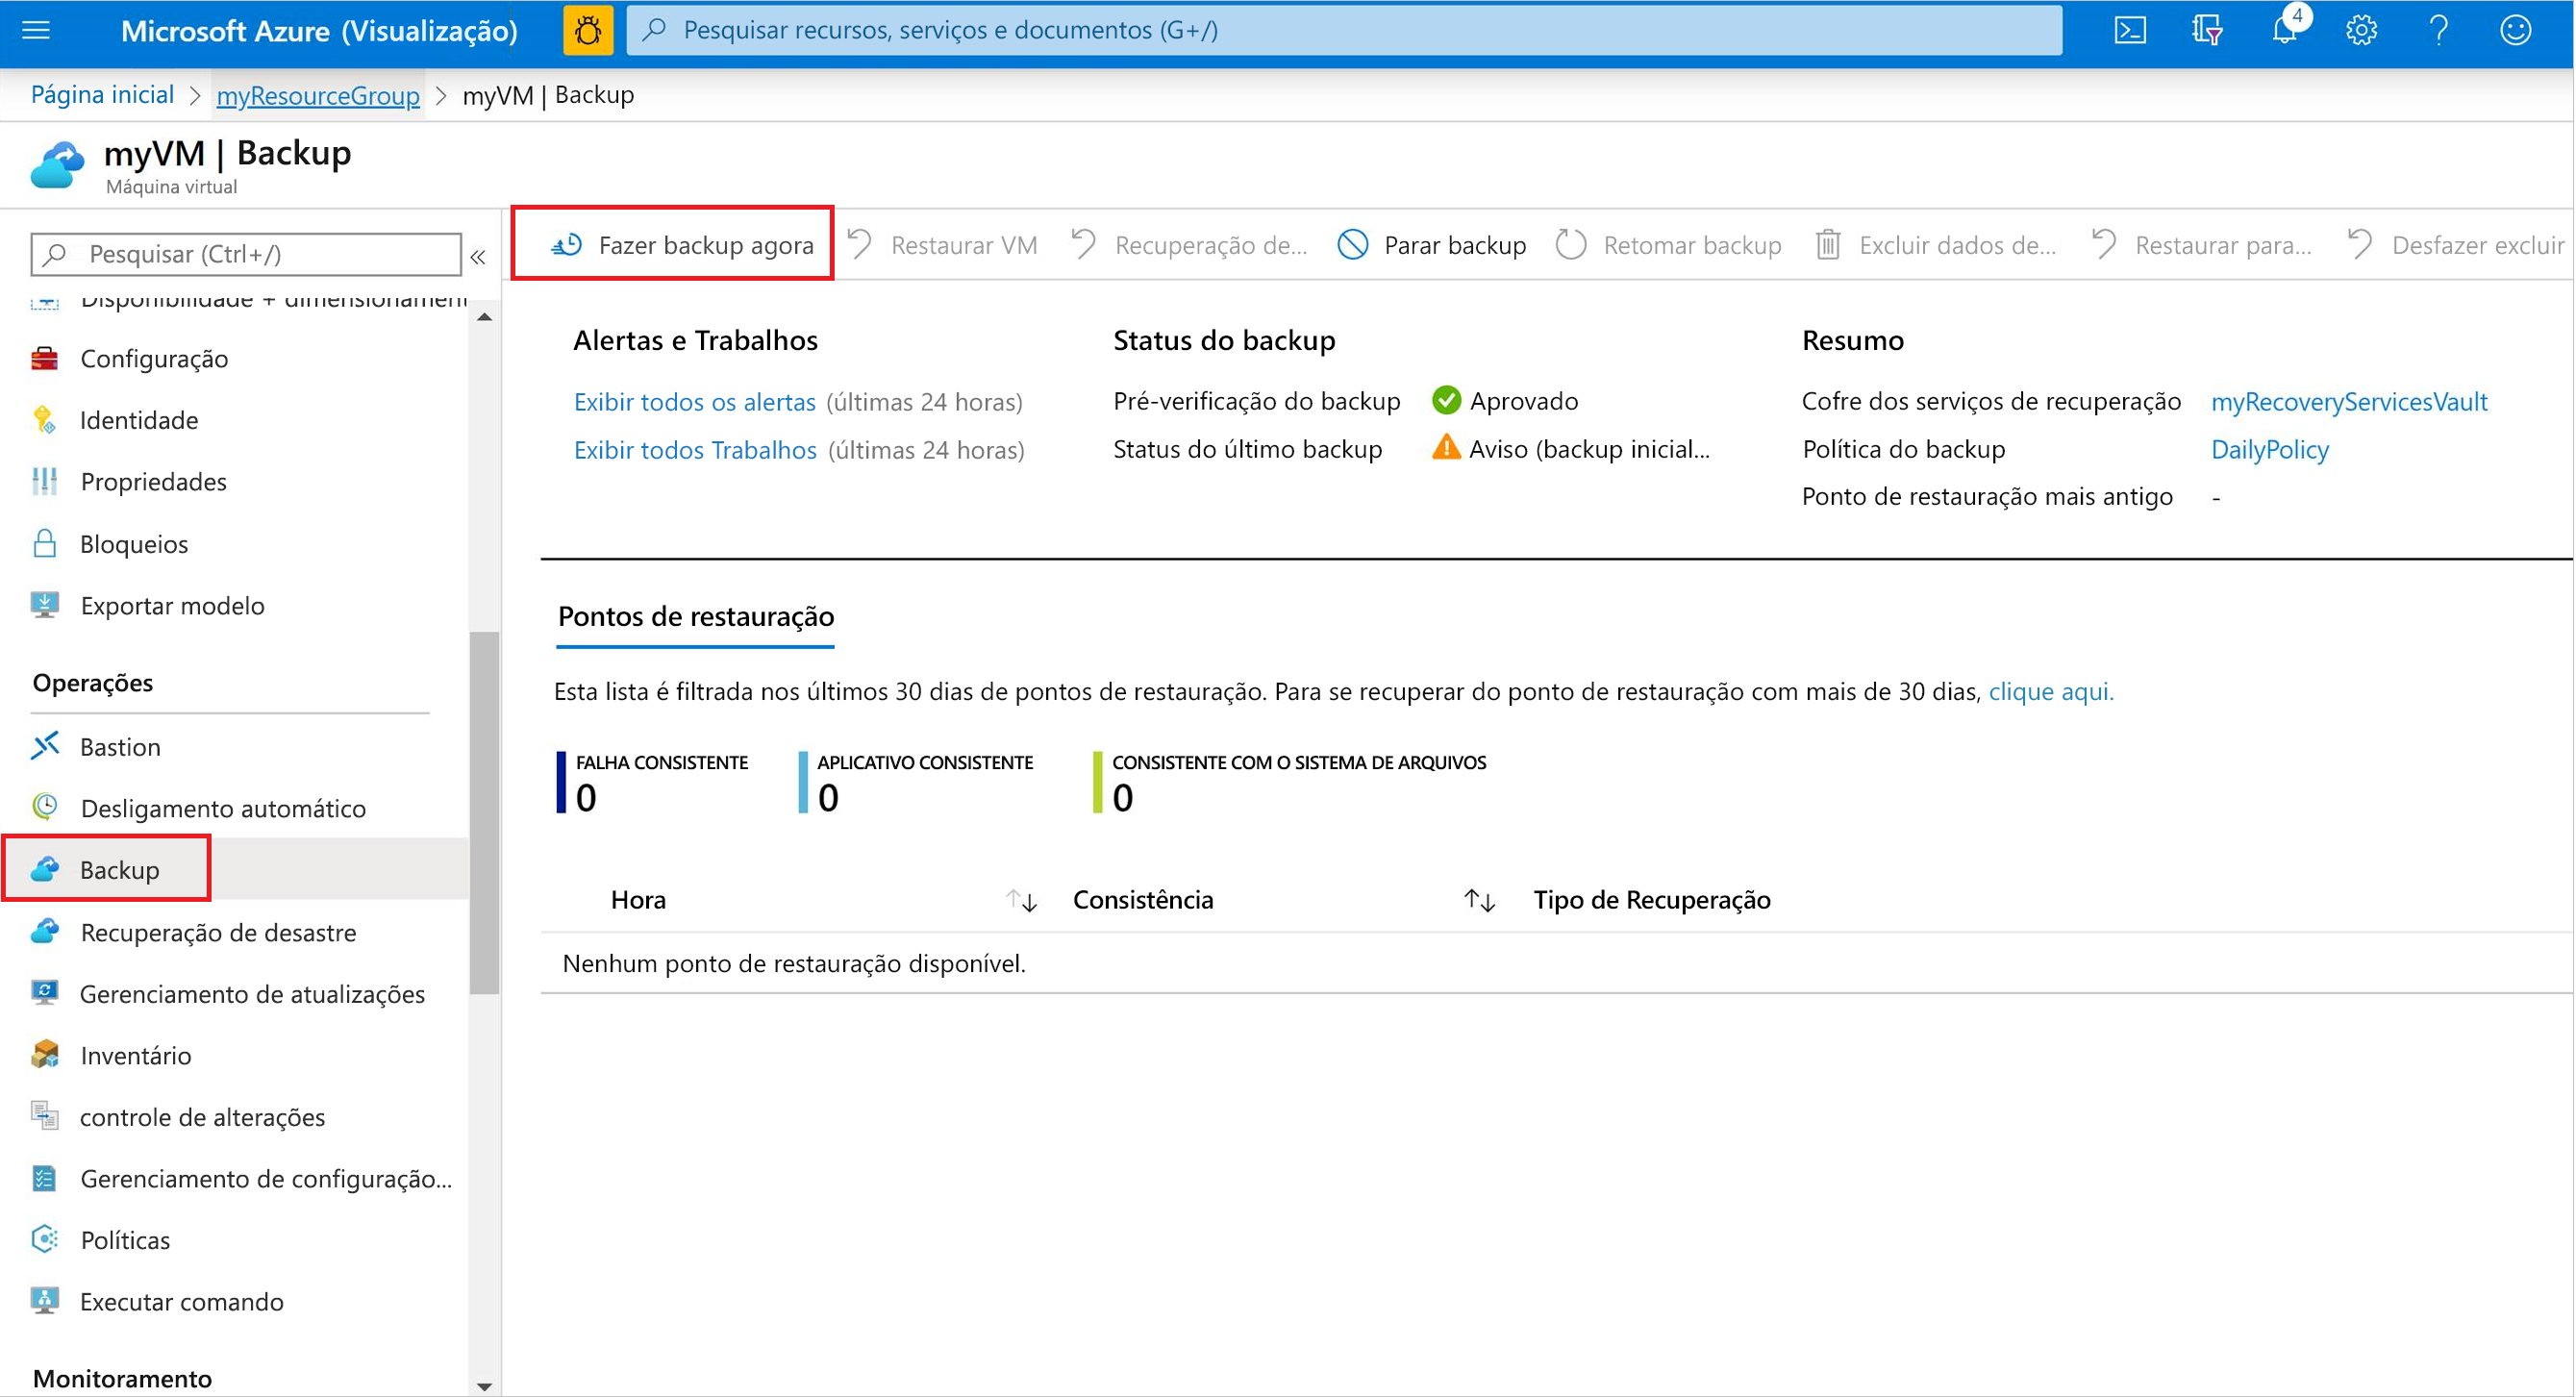 Microsoft Azure (Visualização)
Pesquisar recursos, serviços e documentos (G+/)
4
Página inicial > myResourceGroup > myVM | Backup
myVM | Backup
Máquina virtual
Pesquisar (Ctrl+/)
«
Disponibilidade + dimensionament
Configuração
Identidade
Propriedades
Bloqueios
Exportar modelo
Operações
Bastion
Desligamento automático
Backup
Recuperação de desastre
Gerenciamento de atualizações
Inventário
controle de alterações
Gerenciamento de configuração...
Políticas
Executar comando
Monitoramento
Fazer backup agora Restaurar VM Recuperação de... Parar backup Retomar backup Excluir dados de... Restaurar para... Desfazer excluir
Alertas e Trabalhos
Exibir todos os alertas (últimas 24 horas)
Exibir todos Trabalhos (últimas 24 horas)
Status do backup
Pré-verificação do backup Aprovado
Status do último backup Aviso (backup inicial...
Resumo
Cofre dos serviços de recuperação myRecoveryServicesVault
Política do backup DailyPolicy
Ponto de restauração mais antigo -
Pontos de restauração
Esta lista é filtrada nos últimos 30 dias de pontos de restauração. Para se recuperar do ponto de restauração com mais de 30 dias, clique aqui.
FALHA CONSISTENTE
0
APLICATIVO CONSISTENTE
0
CONSISTENTE COM O SISTEMA DE ARQUIVOS
0
Hora Consistência Tipo de Recuperação
Nenhum ponto de restauração disponível.